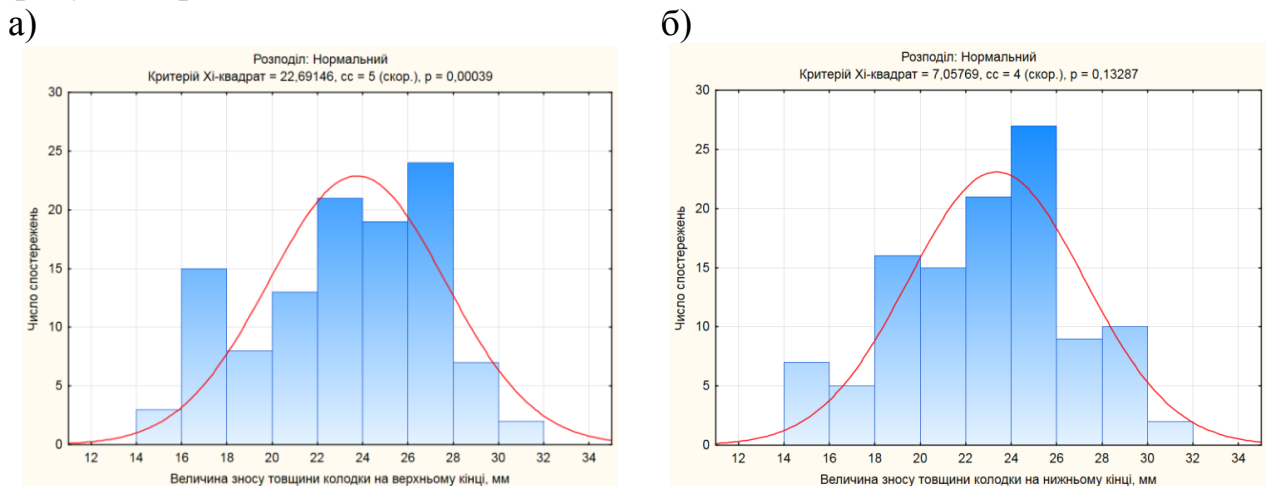 а)
Розподіл: Нормальний
Критерій Хі-квадрат = 22,69146, сс = 5 (скор.), p = 0,00039
30
25
20
15
10
5
0
Число спостережень
12 14 16 18 20 22 24 26 28 30 32 34
Величина зносу товщини колодки на верхньому кінці, мм
б)
Розподіл: Нормальний
Критерій Хі-квадрат = 7,05769, сс = 4 (скор.), p = 0,13287
30
25
20
15
10
5
0
Число спостережень
12 14 16 18 20 22 24 26 28 30 32 34
Величина зносу товщини колодки на нижньому кінці, мм